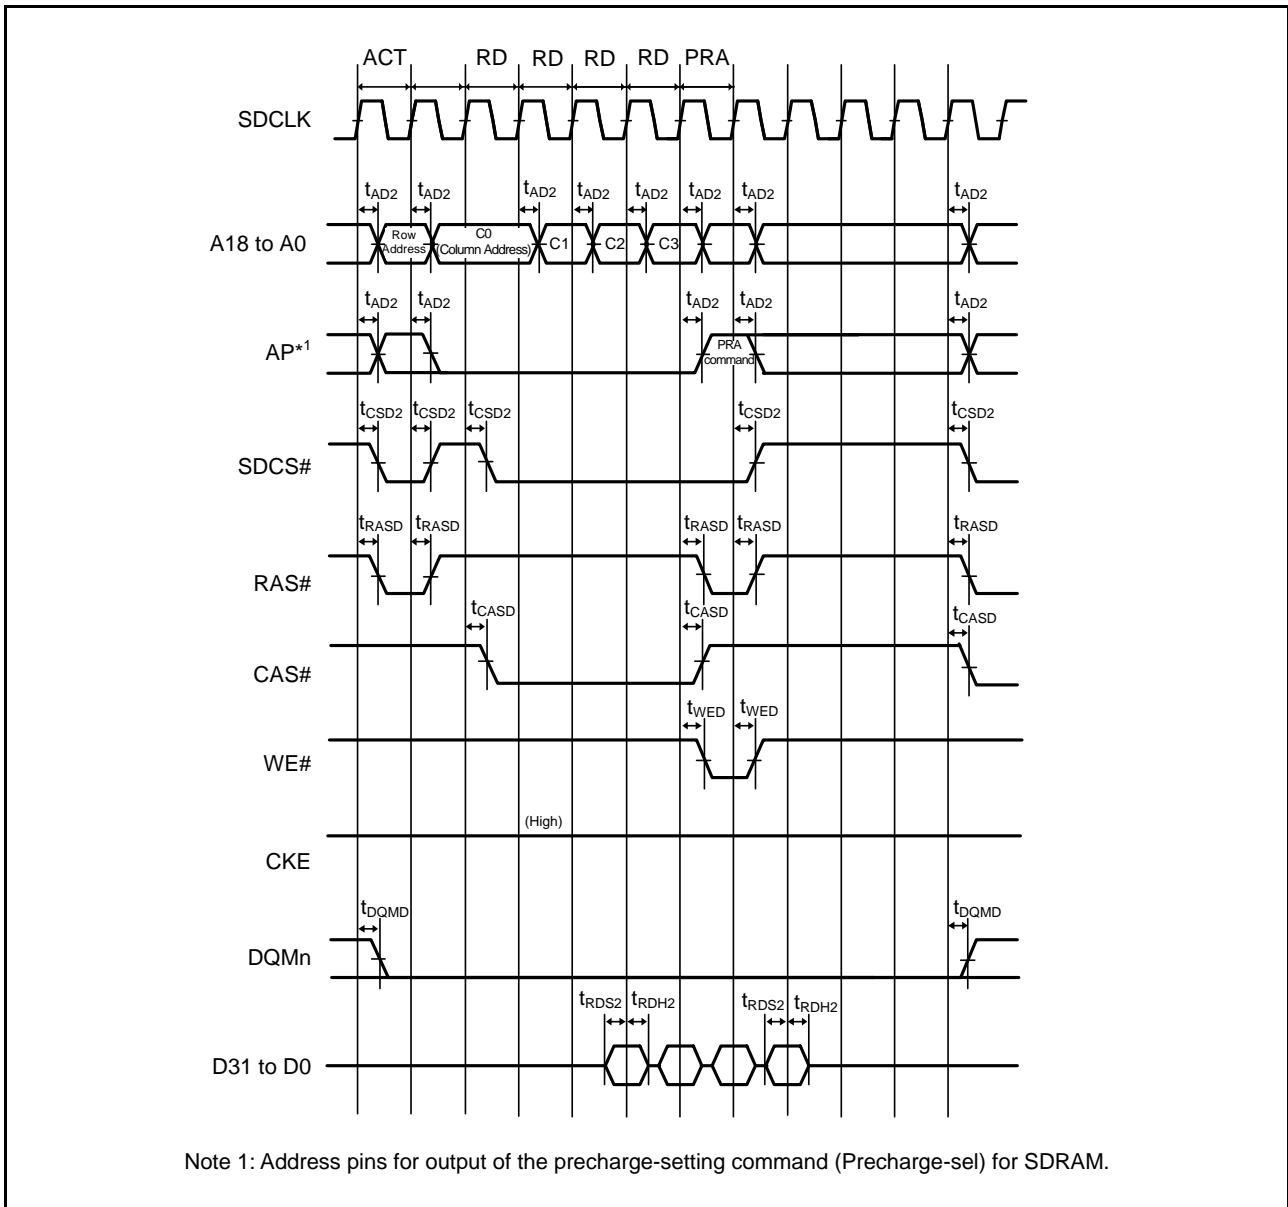 ACT RD RD RD RD PRA
SDCLK
tAD2 tAD2 tAD2 tAD2 tAD2 tAD2 tAD2 tAD2
A18 to A0
Row Address
C0 (Column Address)
C1 C2 C3
tAD2 tAD2 tAD2 tAD2 tAD2
AP*1
PRA command
tCSD2 tCSD2 tCSD2 tCSD2 tCSD2
SDCS#
tRASD tRASD tRASD tRASD tRASD
RAS#
tCASD tCASD tCASD
CAS#
tWED tWED
WE#
(High)
CKE
tDQMD tDQMD
DQMn
tRDS2 tRDH2 tRDS2 tRDH2
D31 to D0
Note 1: Address pins for output of the precharge-setting command (Precharge-sel) for SDRAM.